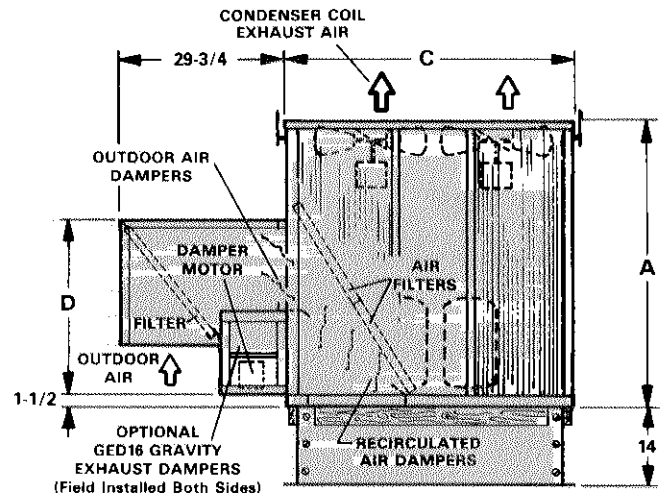 CONDENSER COIL
EXHAUST AIR
29-3/4
C
OUTDOOR AIR
DAMPERS
DAMPER
MOTOR
AIR
FILTERS
A
D
FILTER
OUTDOOR
AIR
1-1/2
OPTIONAL
GED16 GRAVITY
EXHAUST DAMPERS
(Field Installed Both Sides)
RECIRCULATED
AIR DAMPERS
14